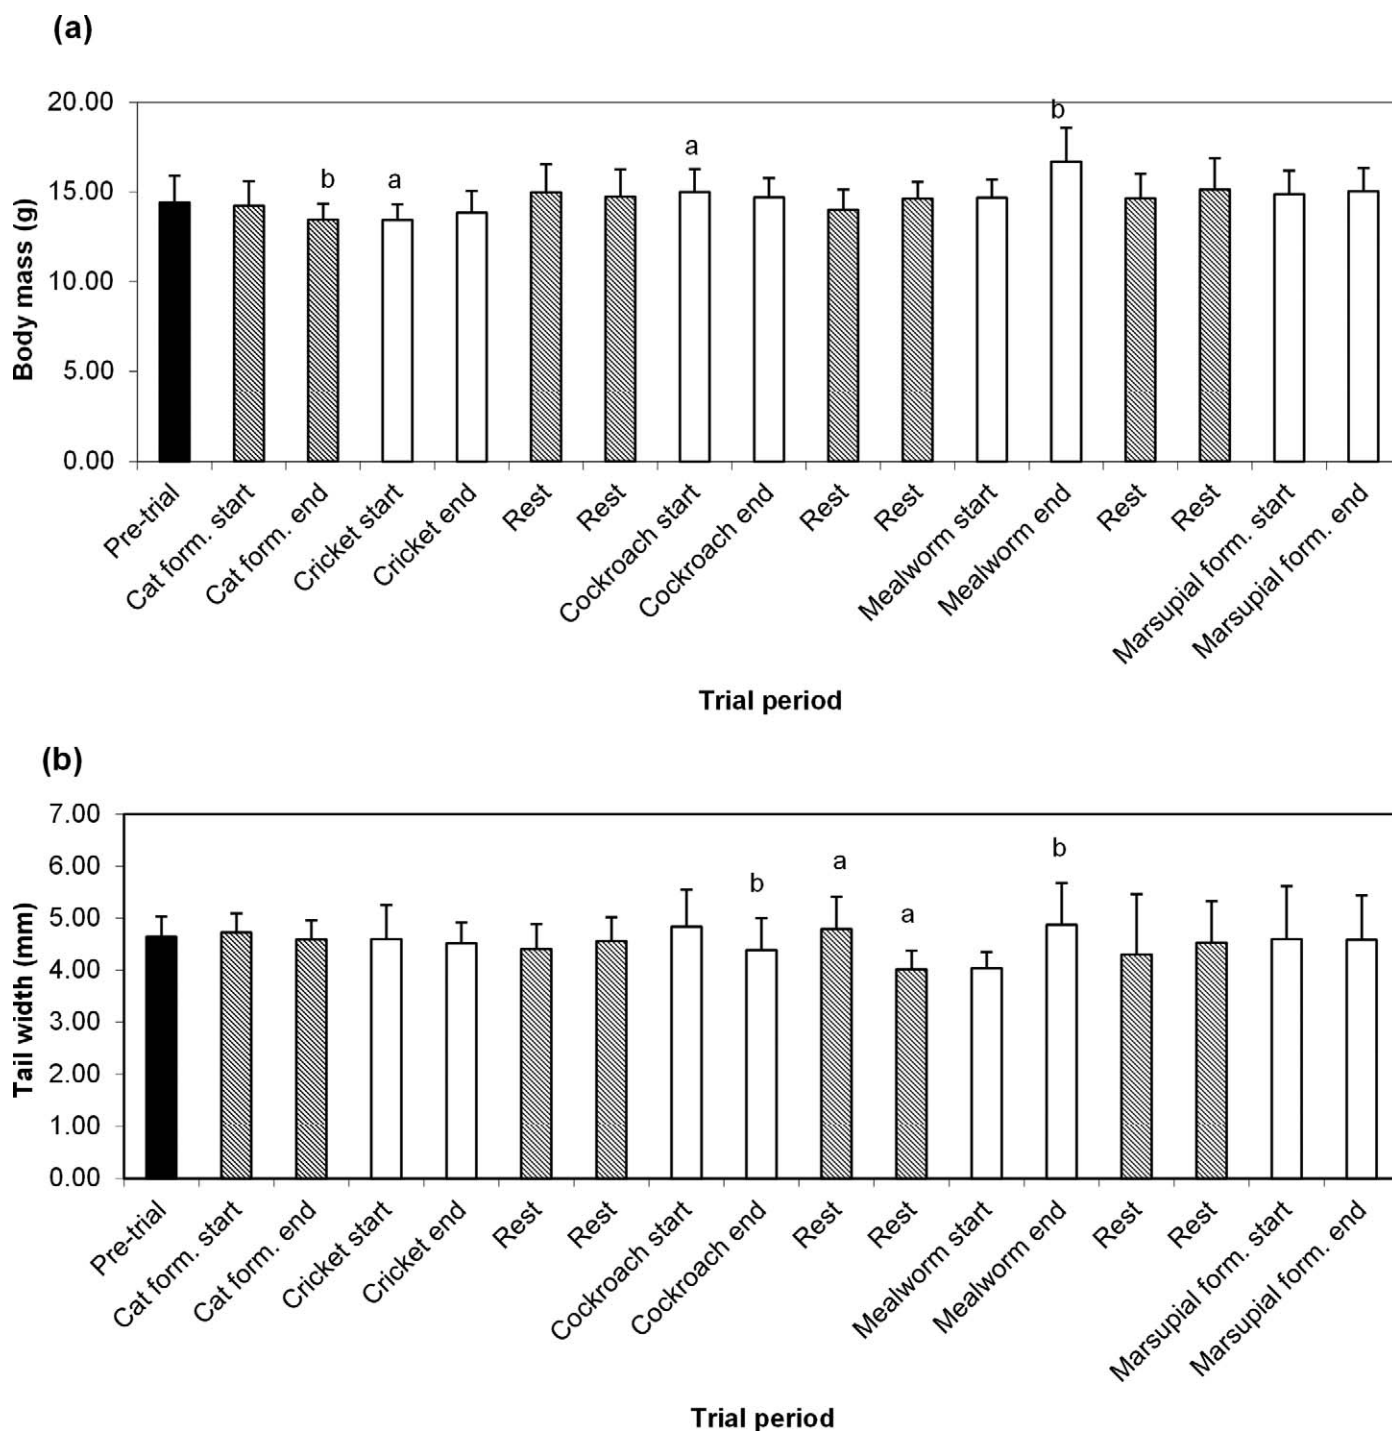 (a)
20.00
15.00
10.00
5.00
0.00
Body mass (g)
b
a
a
b
Pre-trial
Cat form. start
Cat form. end
Cricket start
Cricket end
Rest
Rest
Cockroach start
Cockroach end
Rest
Rest
Mealworm start
Mealworm end
Rest
Rest
Marsupial form. start
Marsupial form. end
Trial period
(b)
7.00
6.00
5.00
4.00
3.00
2.00
1.00
0.00
Tail width (mm)
b
a
a
b
Pre-trial
Cat form. start
Cat form. end
Cricket start
Cricket end
Rest
Rest
Cockroach start
Cockroach end
Rest
Rest
Mealworm start
Mealworm end
Rest
Rest
Marsupial form. start
Marsupial form. end
Trial period